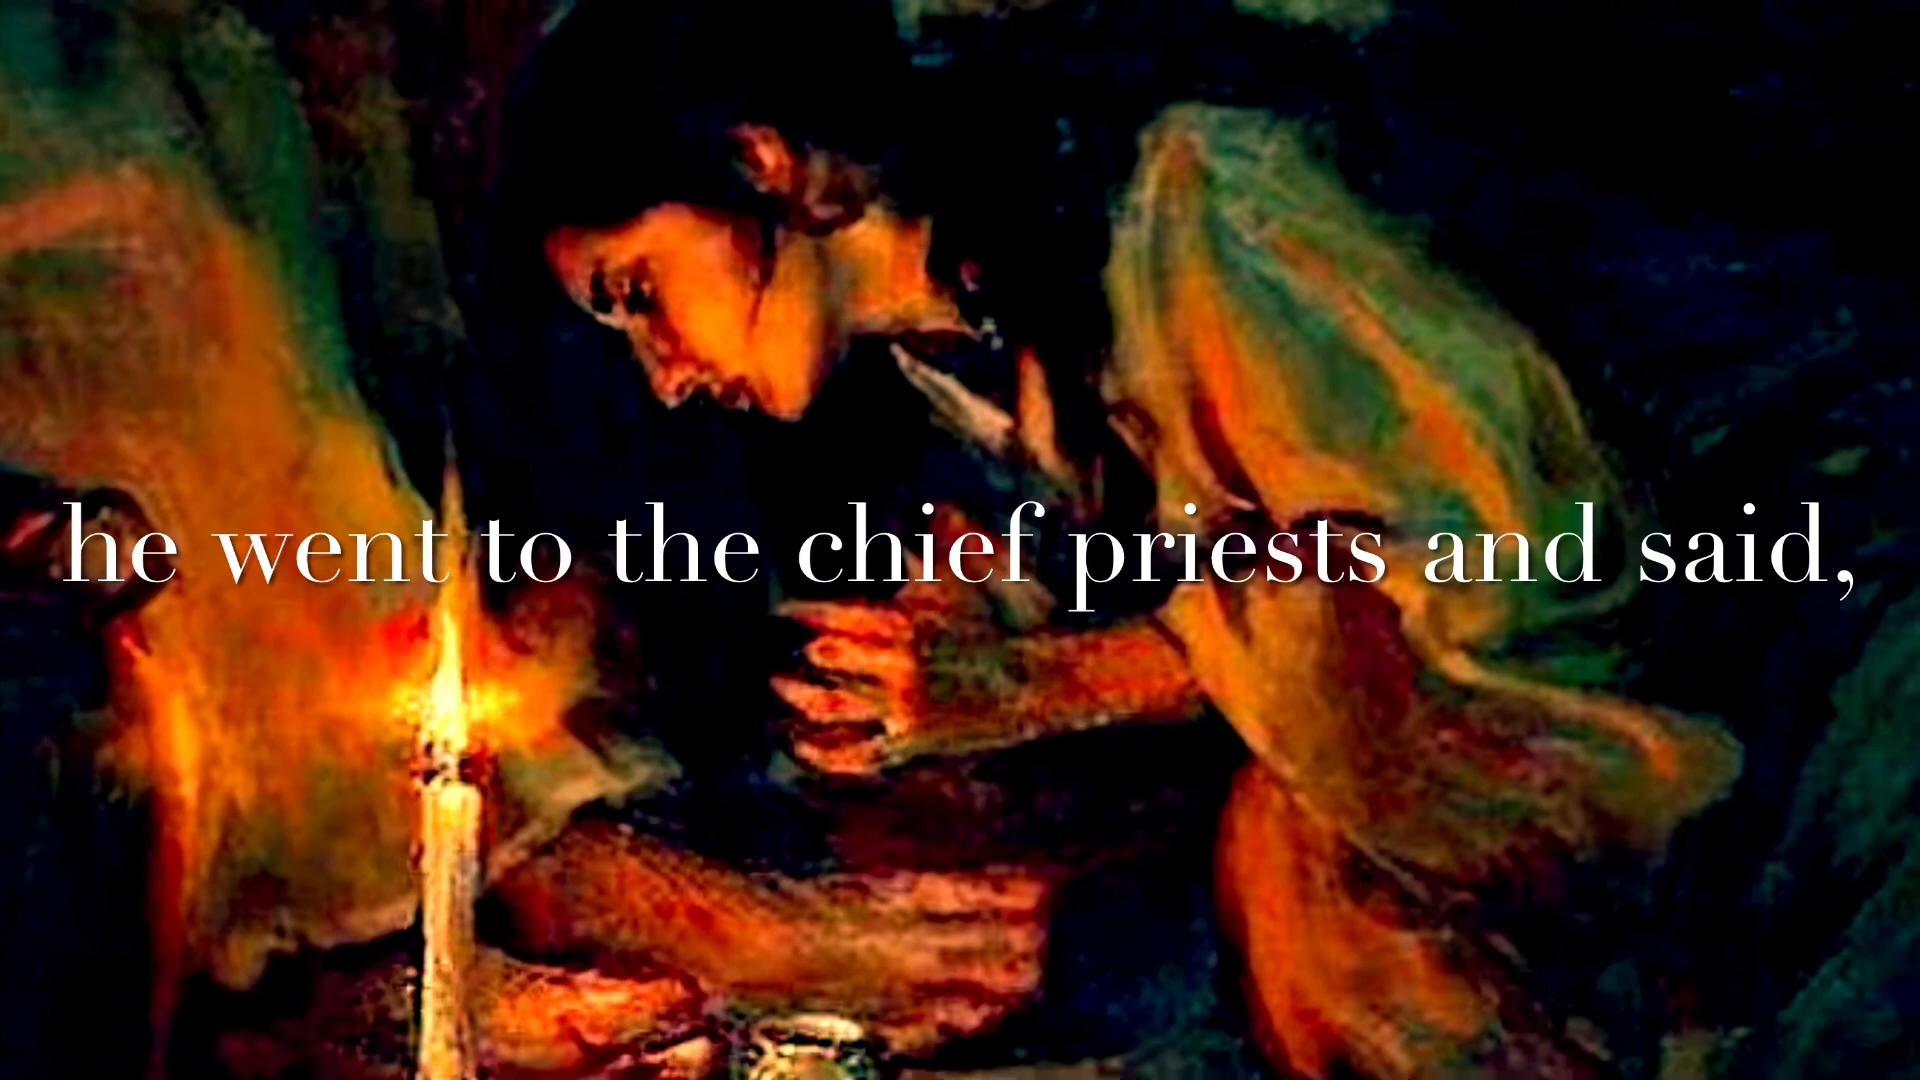 he went to the chief priests and said,